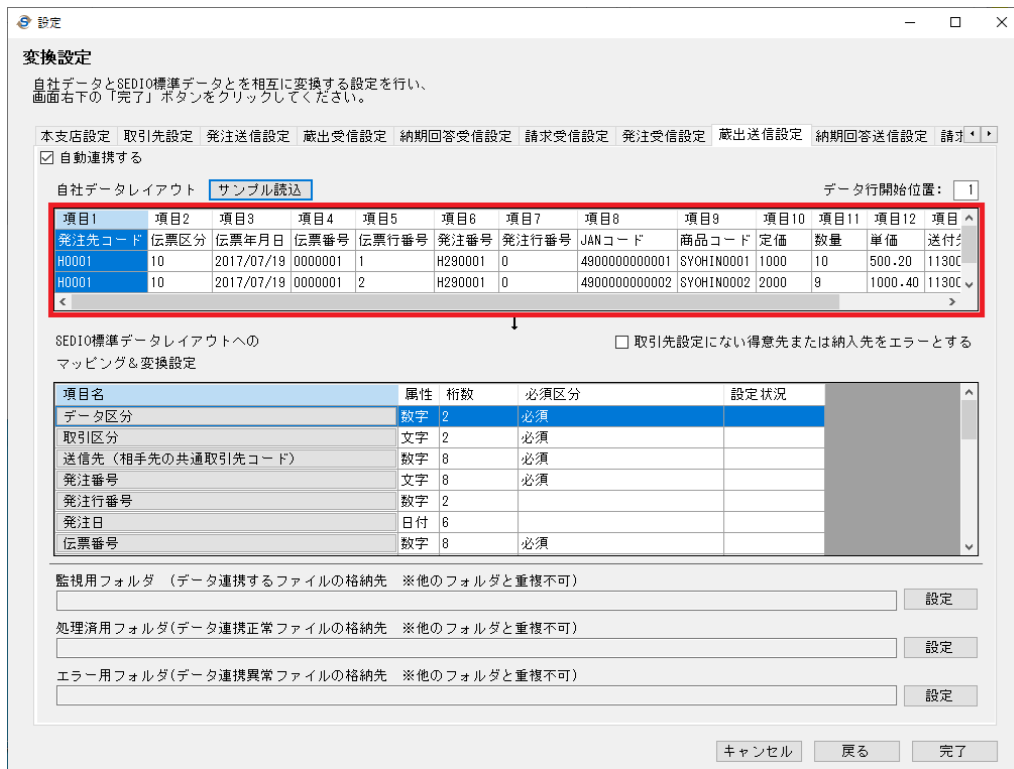 設定
変換設定
自社データとSEDIO標準データとを相互に変換する設定を行い、
画面右下の「完了」ボタンをクリックしてください。
本支店設定 取引先設定 発注送信設定 蔵出受信設定 納期回答受信設定 請求受信設定 発注受信設定 蔵出送信設定 納期回答送信設定
自動連携する
自社データレイアウト サンプル読込 データ行開始位置: 1
項目1 項目2 項目3 項目4 項目5 項目6 項目7 項目8 項目9 項目10 項目11 項目12 項目
発注先コード 伝票区分 伝票年月日 伝票番号 伝票行番号 発注番号 発注行番号 JANコード 商品コード 定価 数量 単価 送付
H0001 10 2017/07/19 0000001 1 H290001 0 4900000000001 SYOHIN0001 1000 10 500.20 11300
H0001 10 2017/07/19 0000001 2 H290001 0 4900000000002 SYOHIN0002 2000 9 1000.40 11300
↓
SEDIO標準データレイアウトへの 取引先設定にない得意先または納入先をエラーとする
マッピング&変換設定
項目名 属性 桁数 必須区分 設定状況
データ区分 数字 2 必須
取引区分 文字 2 必須
送信先(相手先の共通取引先コード) 数字 8 必須
発注番号 文字 8 必須
発注行番号 数字 2
発注日 日付 6
伝票番号 数字 8 必須
監視用フォルダ (データ連携するファイルの格納先 ※他のフォルダと重複不可)
設定
処理済用フォルダ(データ連携正常ファイルの格納先 ※他のフォルダと重複不可)
設定
エラー用フォルダ(データ連携異常ファイルの格納先 ※他のフォルダと重複不可)
設定
キャンセル 戻る 完了